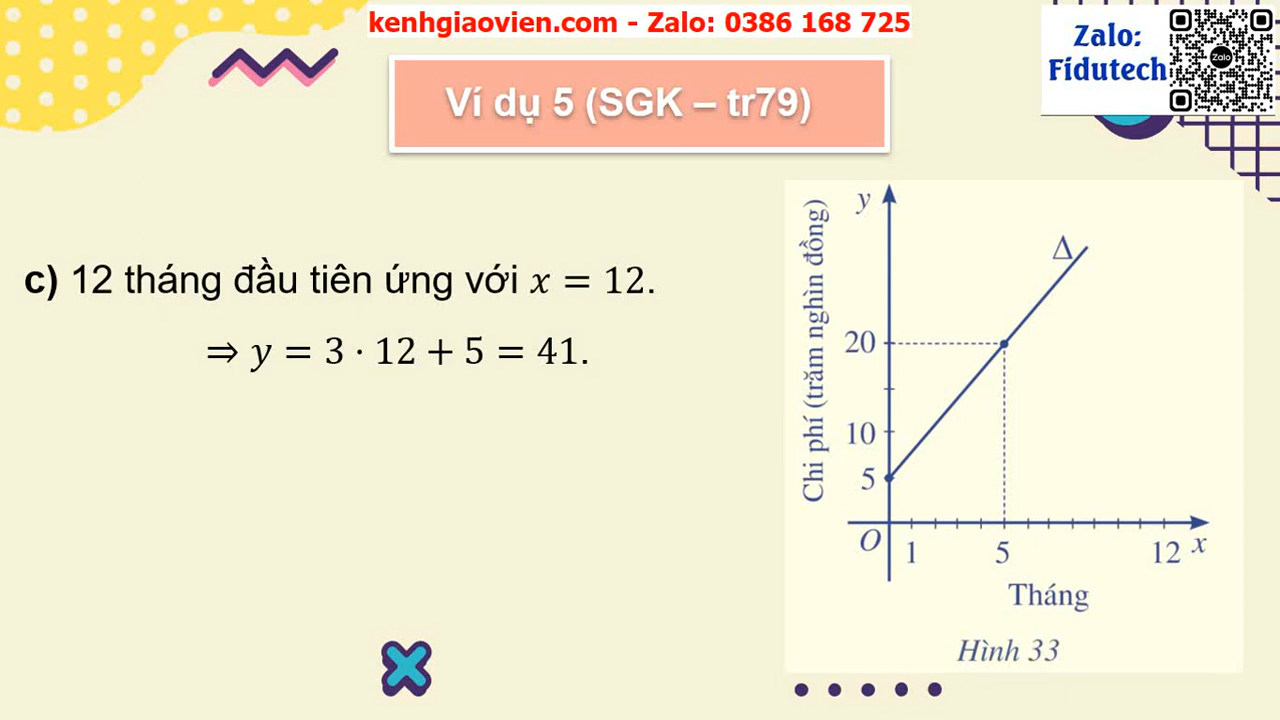 kenhgiaovien.com - Zalo: 0386 168 725
Zalo:
Fidutech
Zalo
Ví dụ 5 (SGK – tr79)
c) 12 tháng đầu tiên ứng với x = 12.
⇒ y = 3 · 12 + 5 = 41.
Chi phí (trăm nghìn đồng)
y
Δ
20
10
5
O
1
5
12
x
Tháng
Hình 33